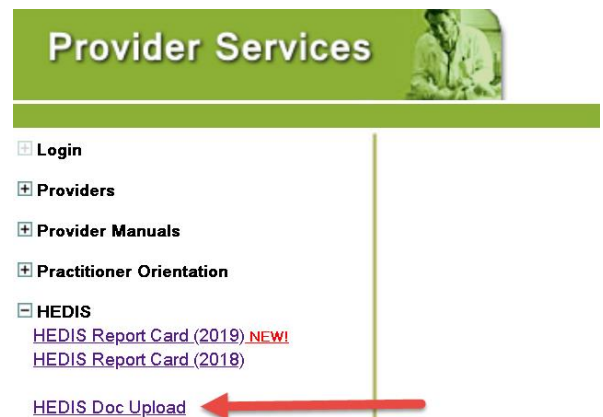 Provider Services
Login
Providers
Provider Manuals
Practitioner Orientation
HEDIS
HEDIS Report Card (2019) NEW!
HEDIS Report Card (2018)
HEDIS Doc Upload